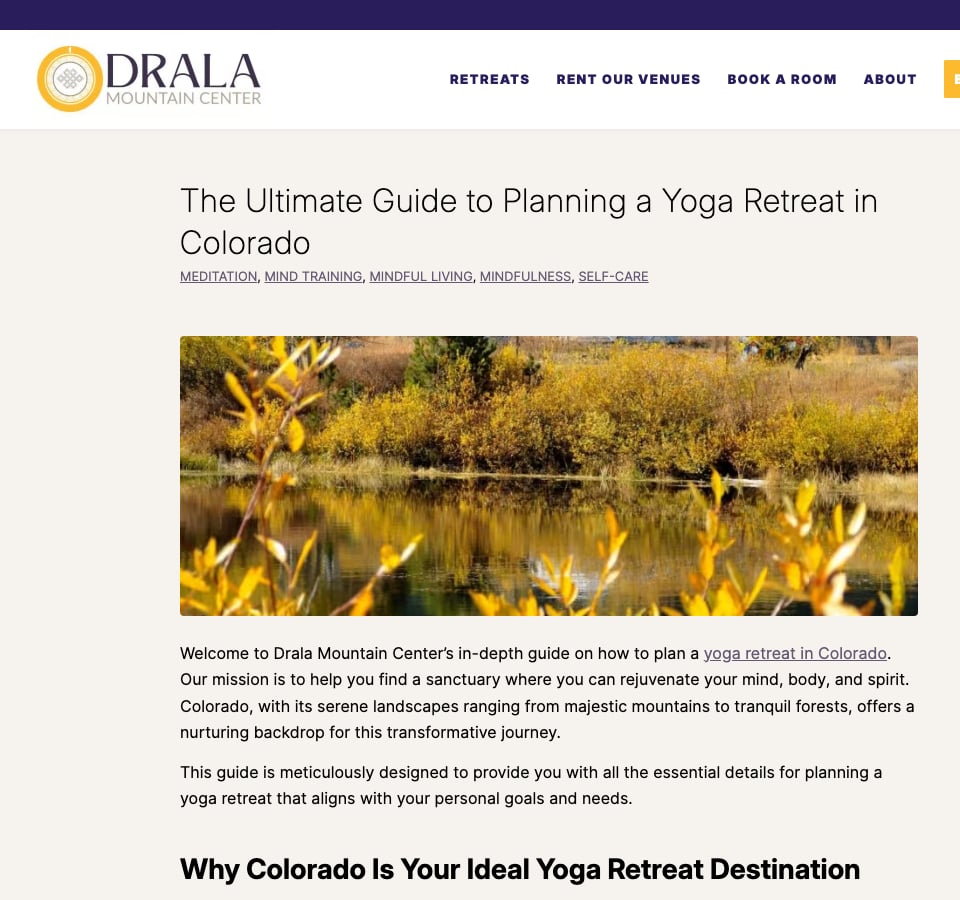 DRALA
MOUNTAIN CENTER
RETREATS RENT OUR VENUES BOOK A ROOM ABOUT
The Ultimate Guide to Planning a Yoga Retreat in
Colorado
MEDITATION, MIND TRAINING, MINDFUL LIVING, MINDFULNESS, SELF-CARE
Welcome to Drala Mountain Center’s in-depth guide on how to plan a yoga retreat in Colorado.
Our mission is to help you find a sanctuary where you can rejuvenate your mind, body, and spirit.
Colorado, with its serene landscapes ranging from majestic mountains to tranquil forests, offers a
nurturing backdrop for this transformative journey.
This guide is meticulously designed to provide you with all the essential details for planning a
yoga retreat that aligns with your personal goals and needs.
Why Colorado Is Your Ideal Yoga Retreat Destination